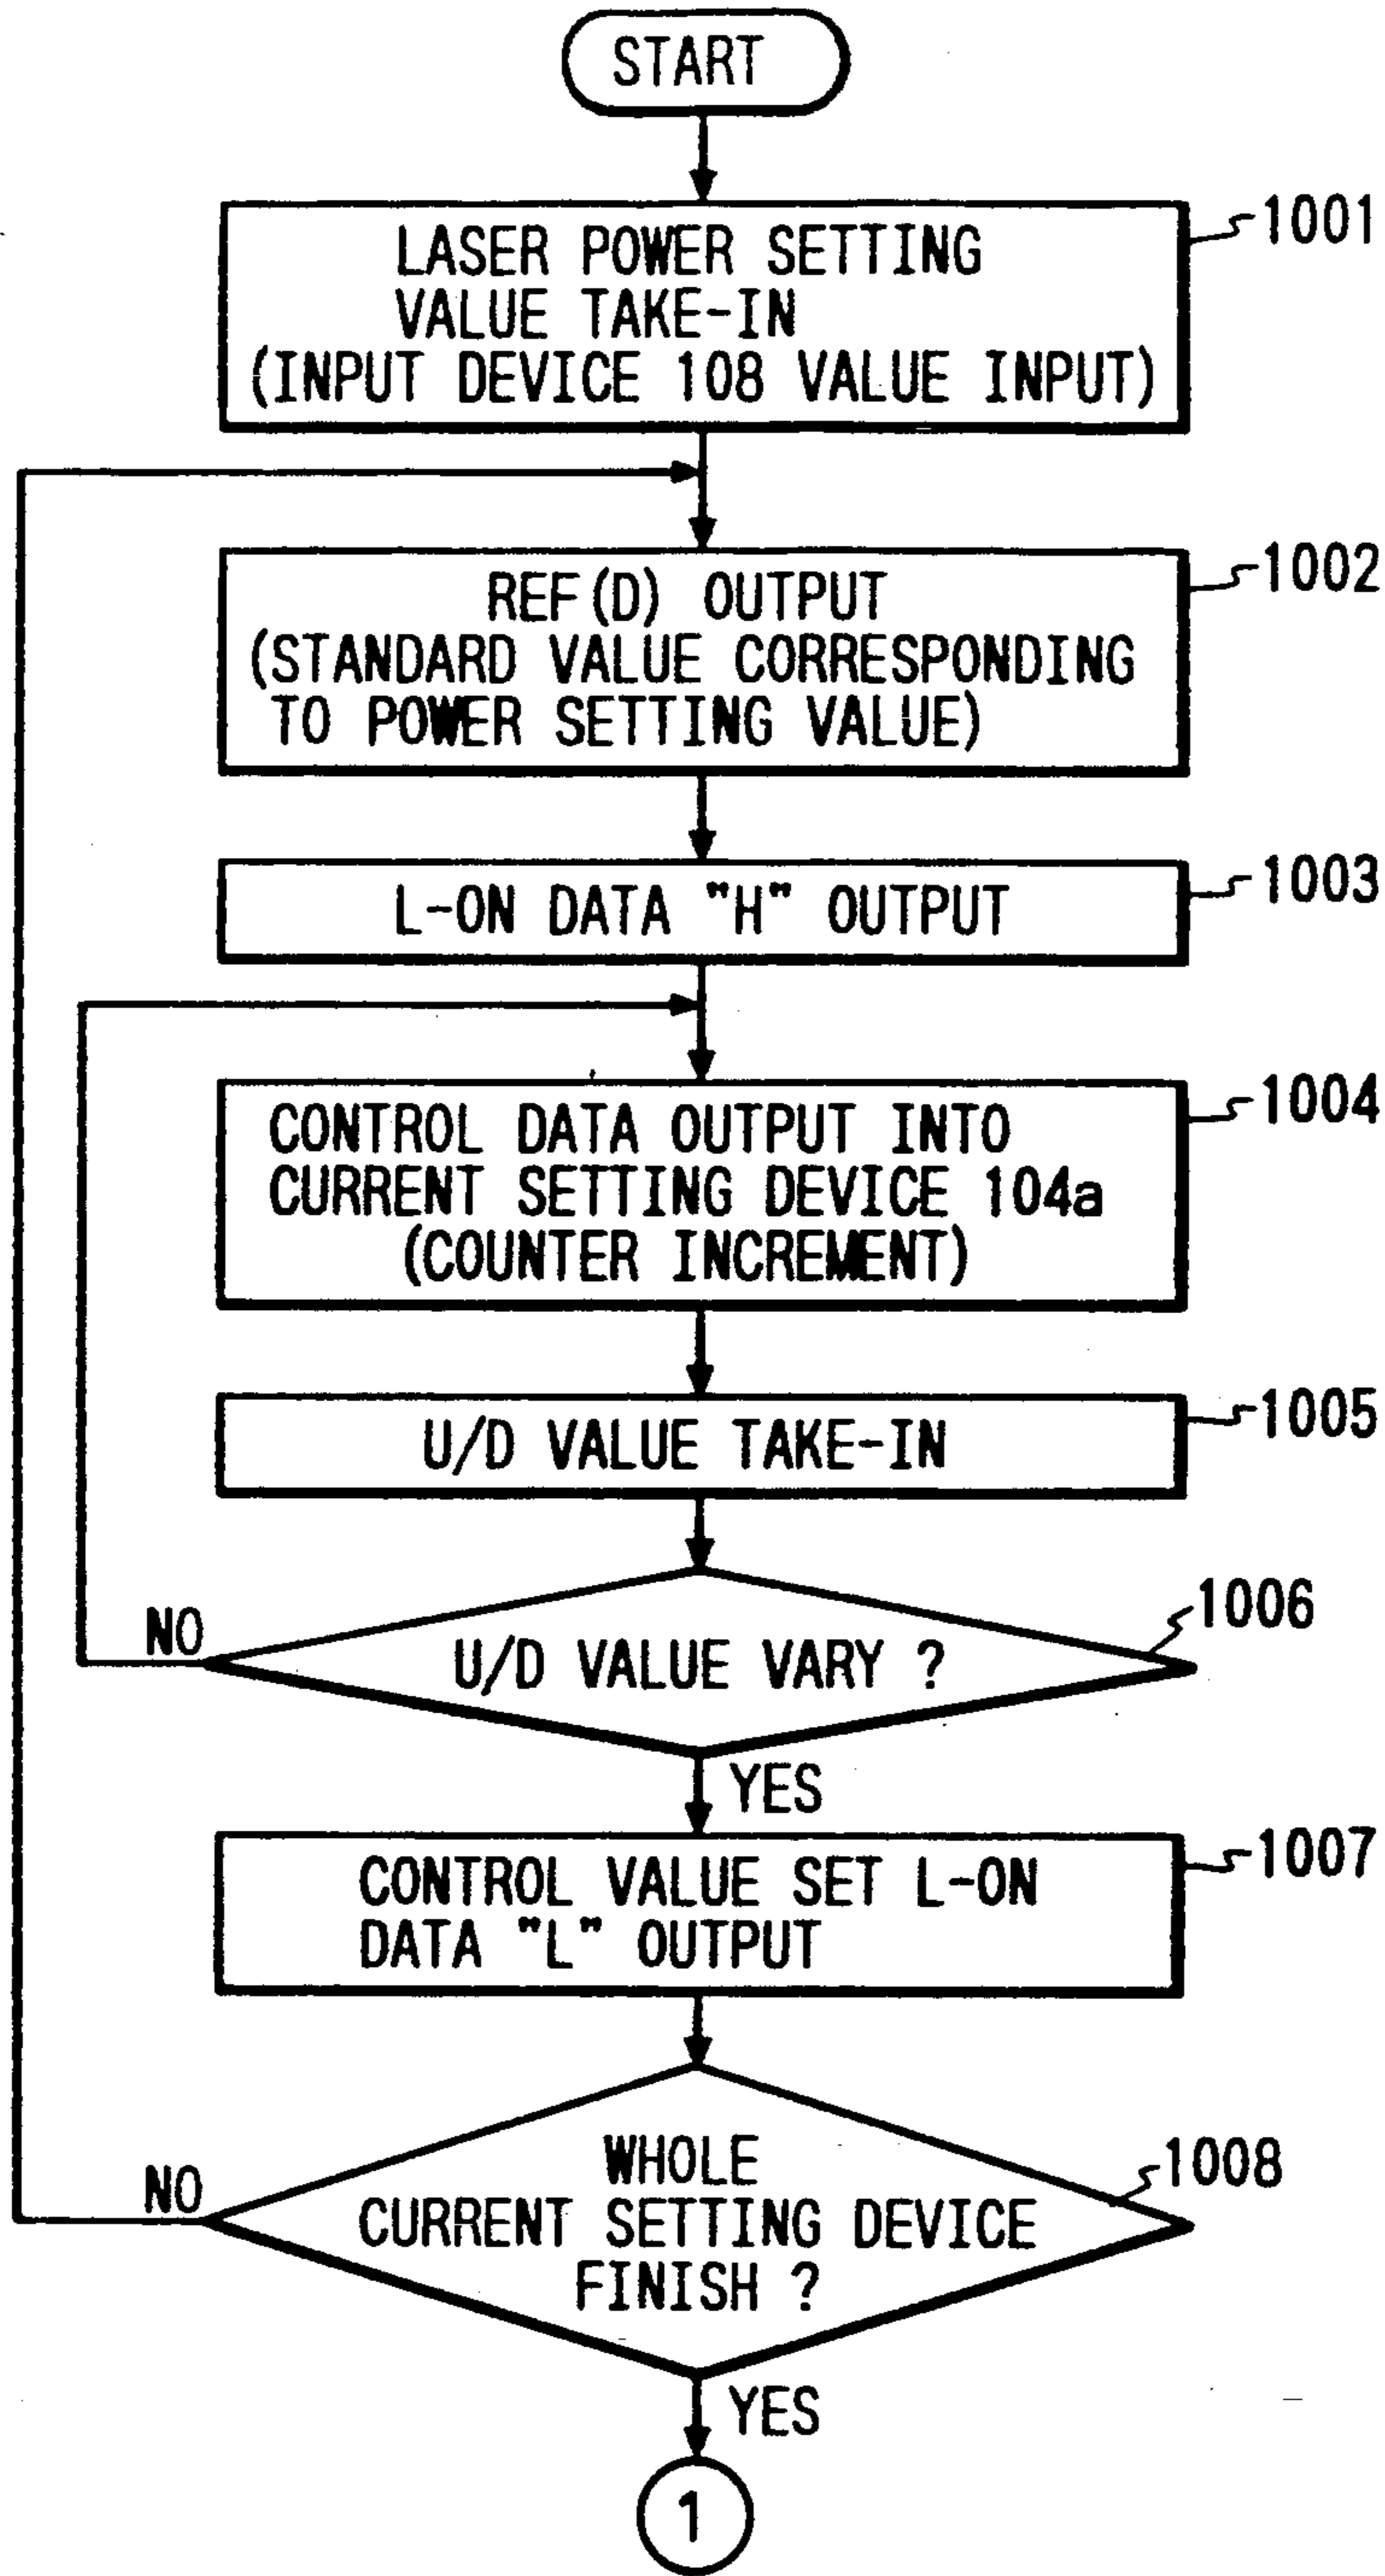 START
1001
LASER POWER SETTING
VALUE TAKE-IN
(INPUT DEVICE 108 VALUE INPUT)
1002
REF(D) OUTPUT
(STANDARD VALUE CORRESPONDING
TO POWER SETTING VALUE)
1003
L-ON DATA "H" OUTPUT
1004
CONTROL DATA OUTPUT INTO
CURRENT SETTING DEVICE 104a
(COUNTER INCREMENT)
1005
U/D VALUE TAKE-IN
1006
NO
U/D VALUE VARY ?
YES
1007
CONTROL VALUE SET L-ON
DATA "L" OUTPUT
1008
NO
WHOLE
CURRENT SETTING DEVICE
FINISH ?
YES
1